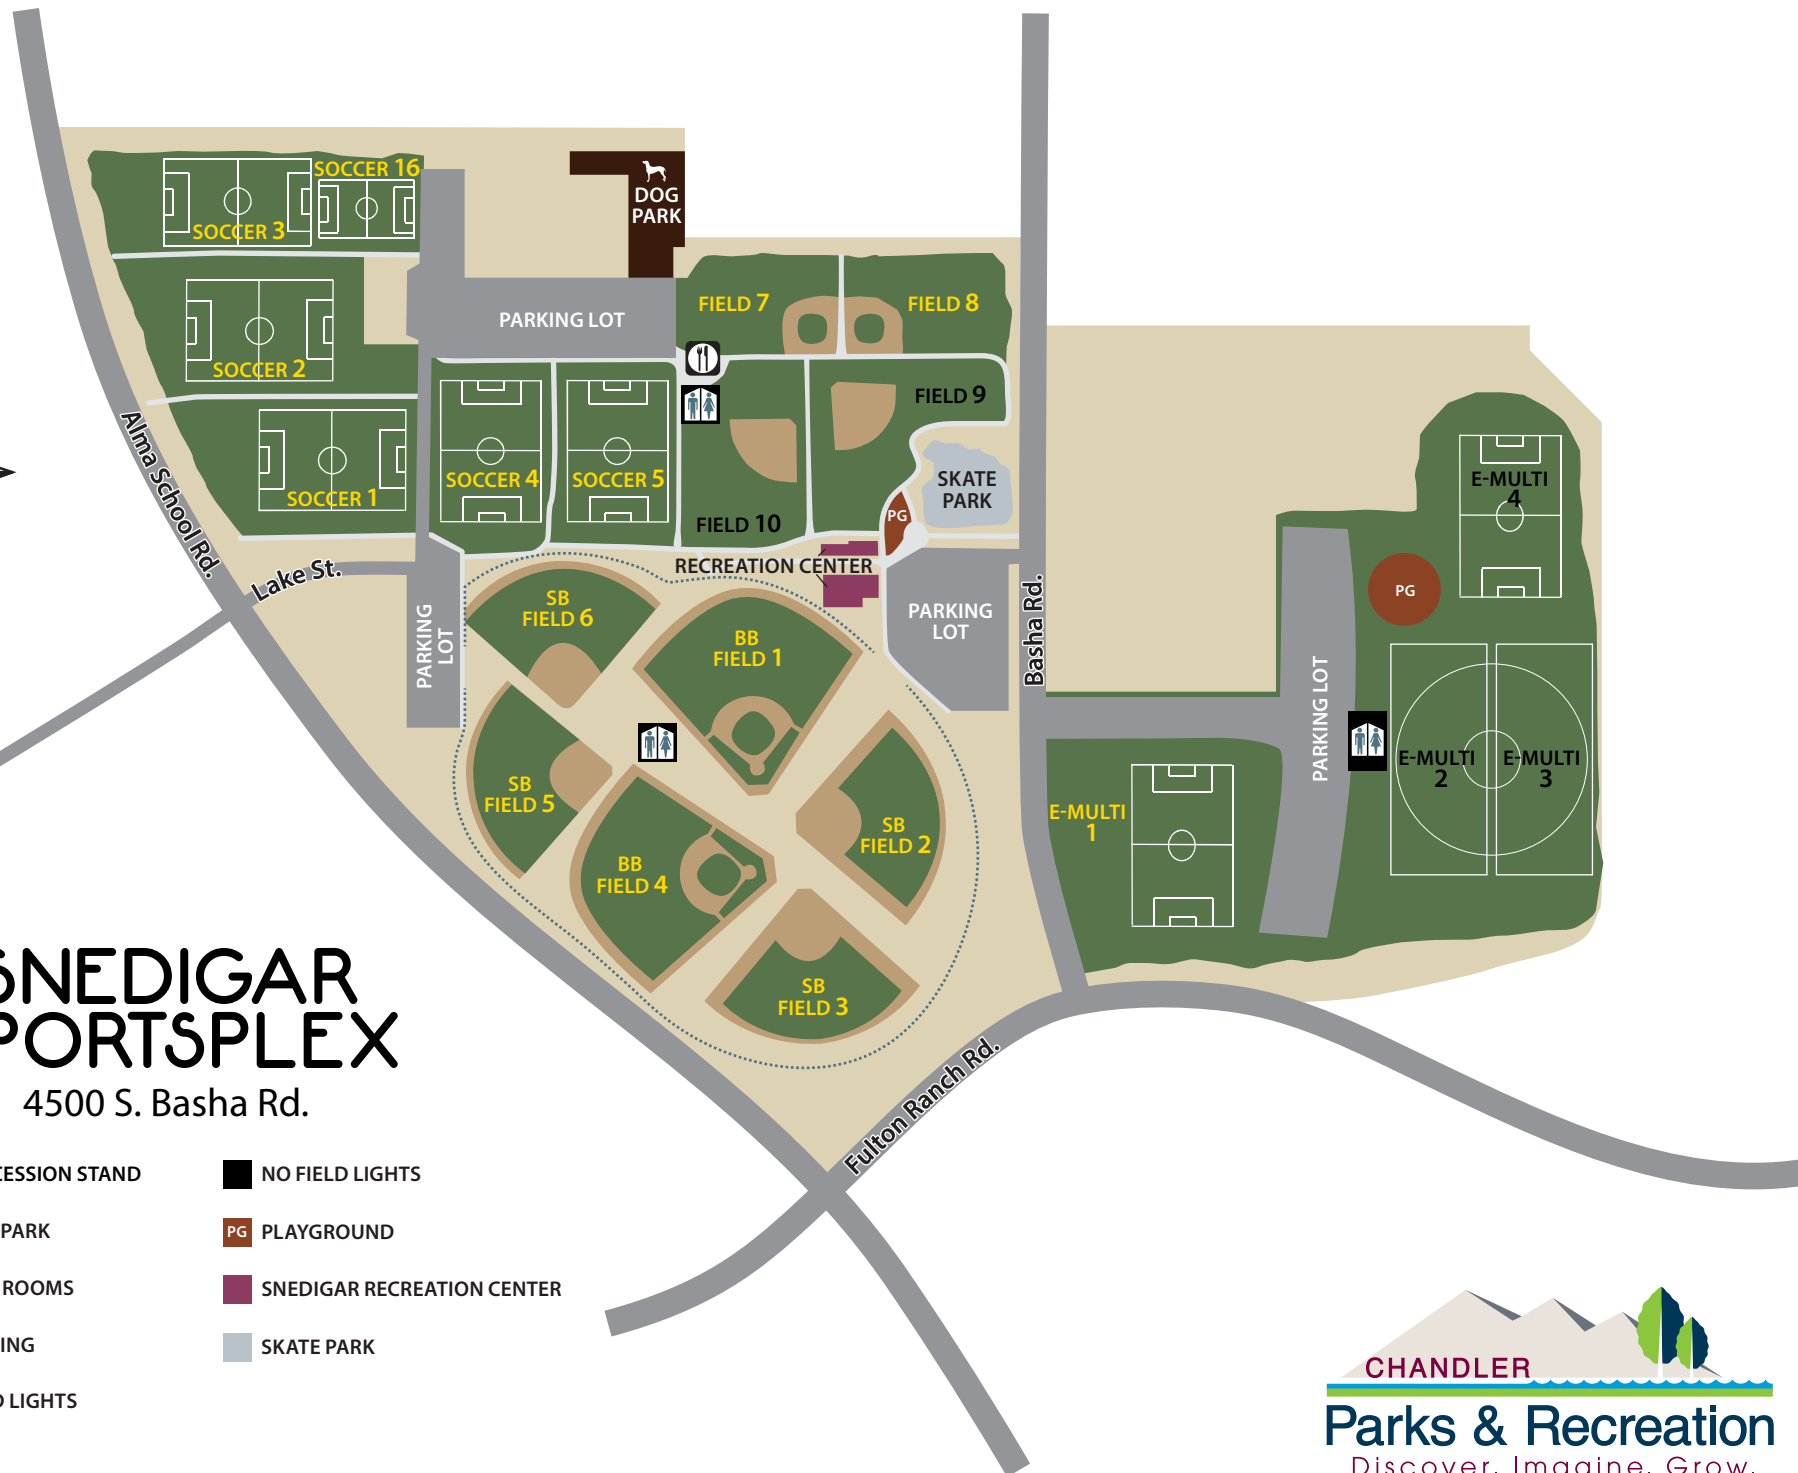 SOCCER 16
SOCCER 3
DOG
PARK
SOCCER 2
PARKING LOT
FIELD 7
FIELD 8
FIELD 9
SOCCER 1
SOCCER 4
SOCCER 5
FIELD 10
SKATE
PARK
PG
Alma School Rd.
Lake St.
RECREATION CENTER
PARKING
LOT
PARKING
LOT
Basha Rd.
SB
FIELD 6
BB
FIELD 1
SB
FIELD 5
BB
FIELD 4
SB
FIELD 2
SB
FIELD 3
E-MULTI
4
PG
PARKING LOT
E-MULTI
2
E-MULTI
3
E-MULTI
1
Fulton Ranch Rd.
SNEDIGAR
PORTSPLEX
4500 S. Basha Rd.
CESSION STAND
PARK
ROOMS
ING
LIGHTS
NO FIELD LIGHTS
PG PLAYGROUND
SNEDIGAR RECREATION CENTER
SKATE PARK
CHANDLER
Parks & Recreation
Discover. Imagine. Grow.